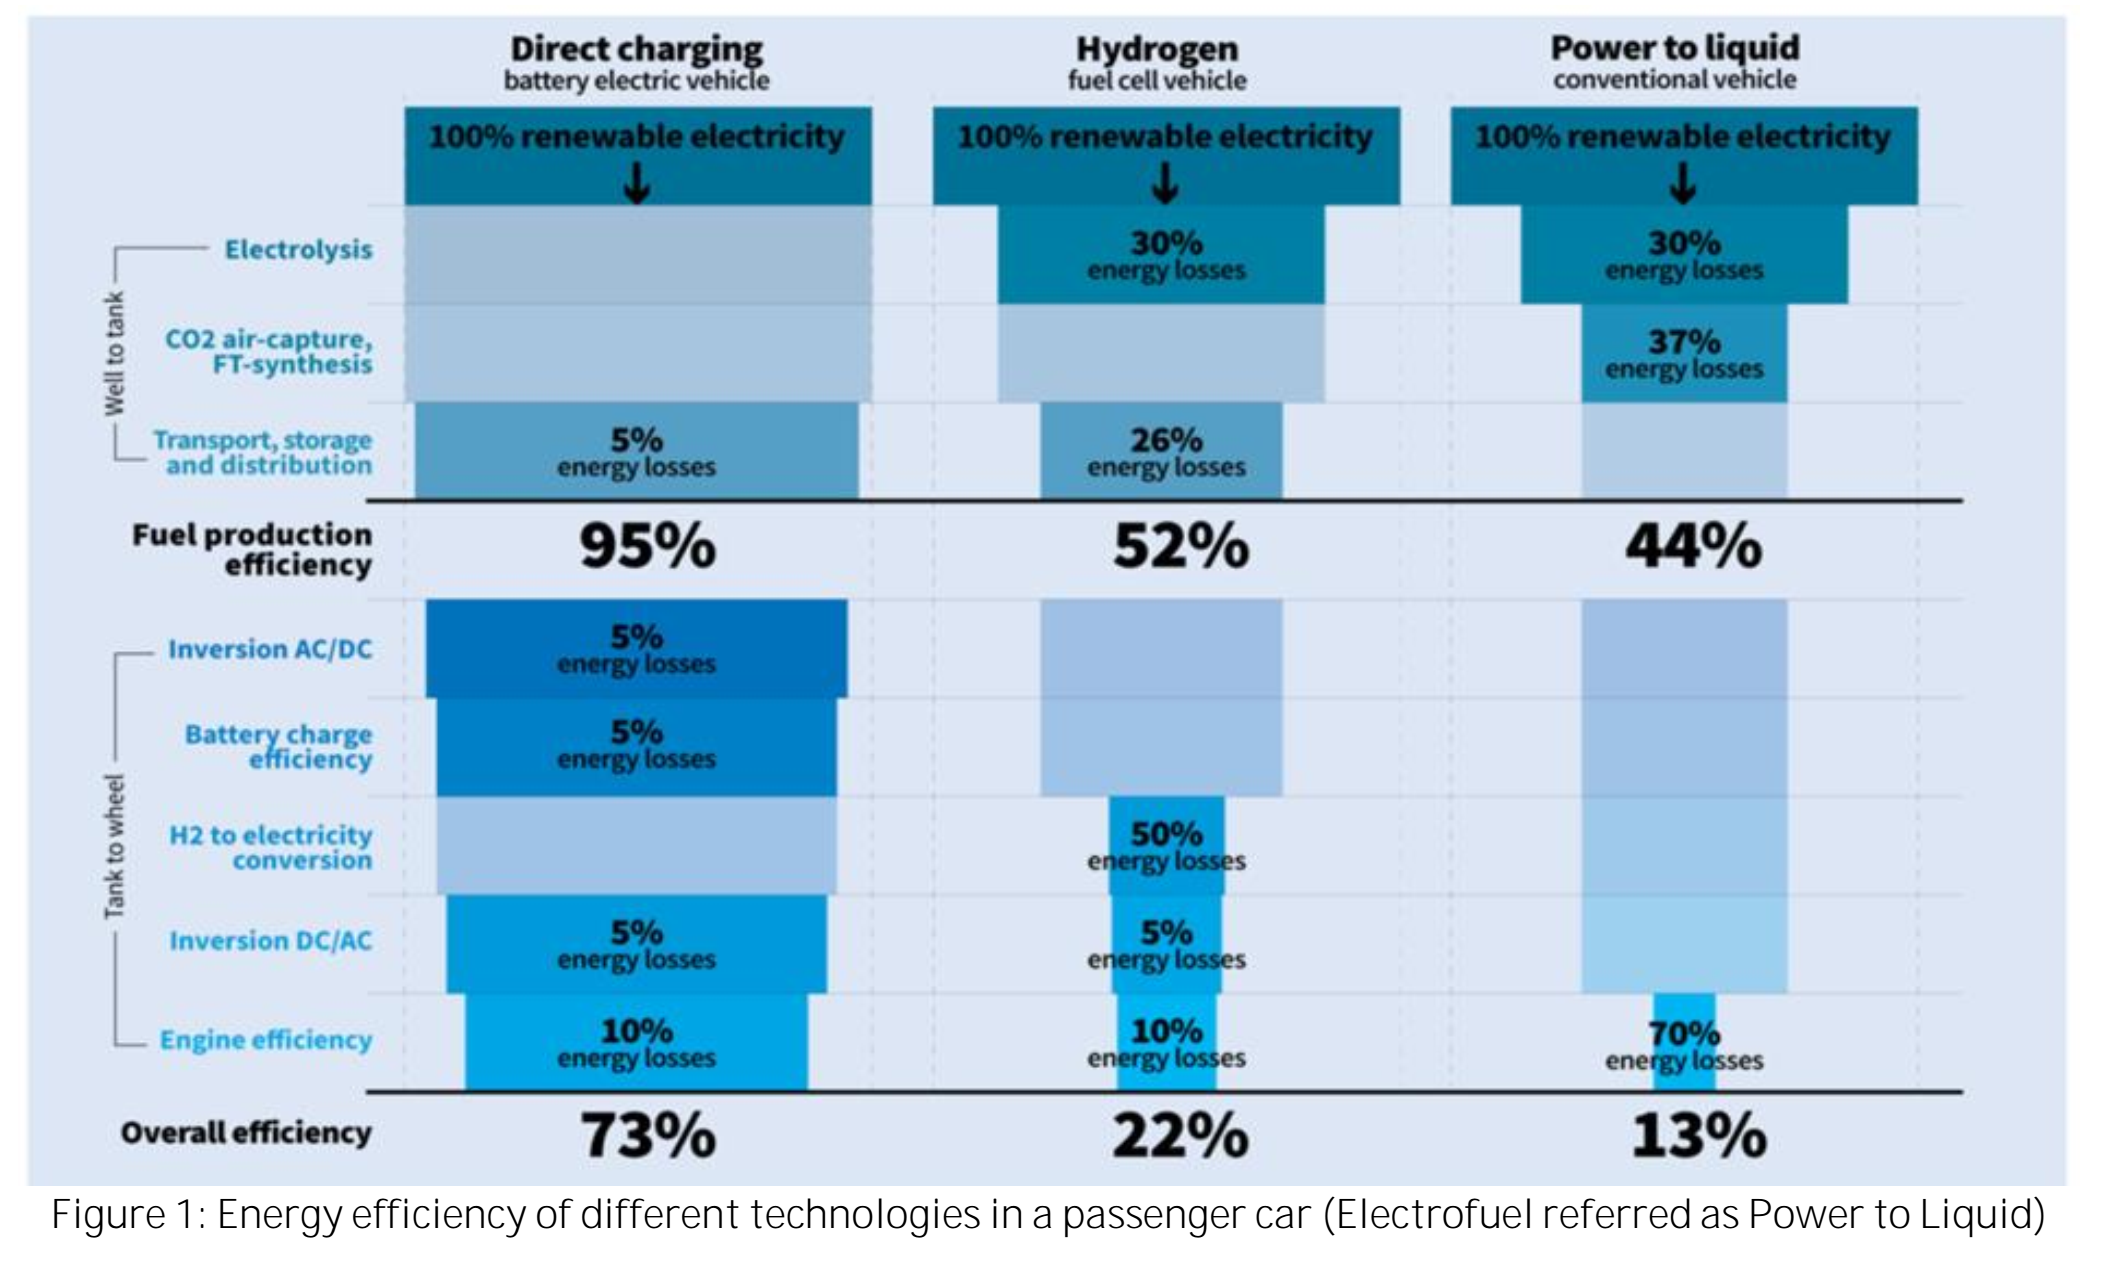 Direct charging
battery electric vehicle
Hydrogen
fuel cell vehicle
Power to liquid
conventional vehicle
100% renewable electricity
100% renewable electricity
100% renewable electricity
Well to tank
Electrolysis
30%
energy losses
30%
energy losses
CO2 air-capture,
FT-synthesis
37%
energy losses
Transport, storage
and distribution
5%
energy losses
26%
energy losses
Fuel production
efficiency
95%
52%
44%
Tank to wheel
Inversion AC/DC
5%
energy losses
Battery charge
efficiency
5%
energy losses
H2 to electricity
conversion
50%
energy losses
Inversion DC/AC
5%
energy losses
5%
energy losses
Engine efficiency
10%
energy losses
10%
energy losses
70%
energy losses
Overall efficiency
73%
22%
13%
Figure 1: Energy efficiency of different technologies in a passenger car (Electrofuel referred as Power to Liquid)